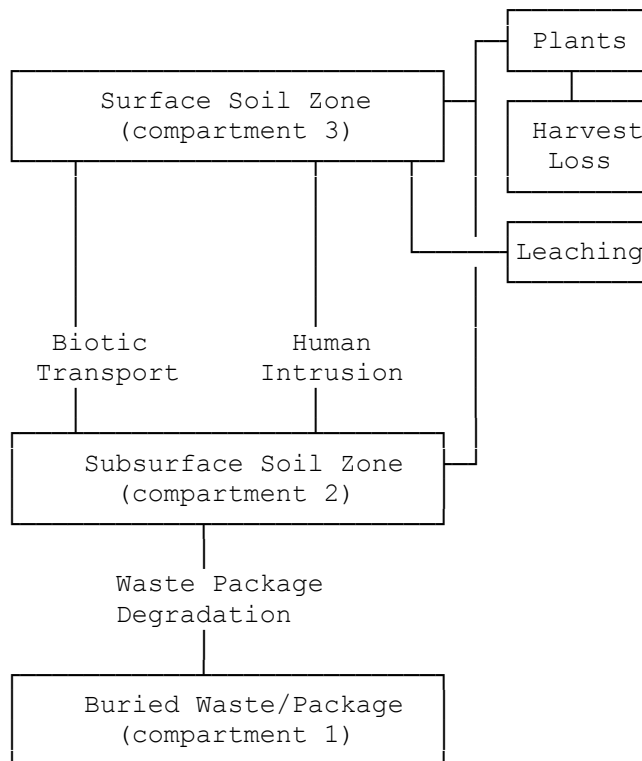 Plants
Surface Soil Zone
(compartment 3)
Harvest
Loss
Leaching
Biotic
Transport
Human
Intrusion
Subsurface Soil Zone
(compartment 2)
Waste Package
Degradation
Buried Waste/Package
(compartment 1)